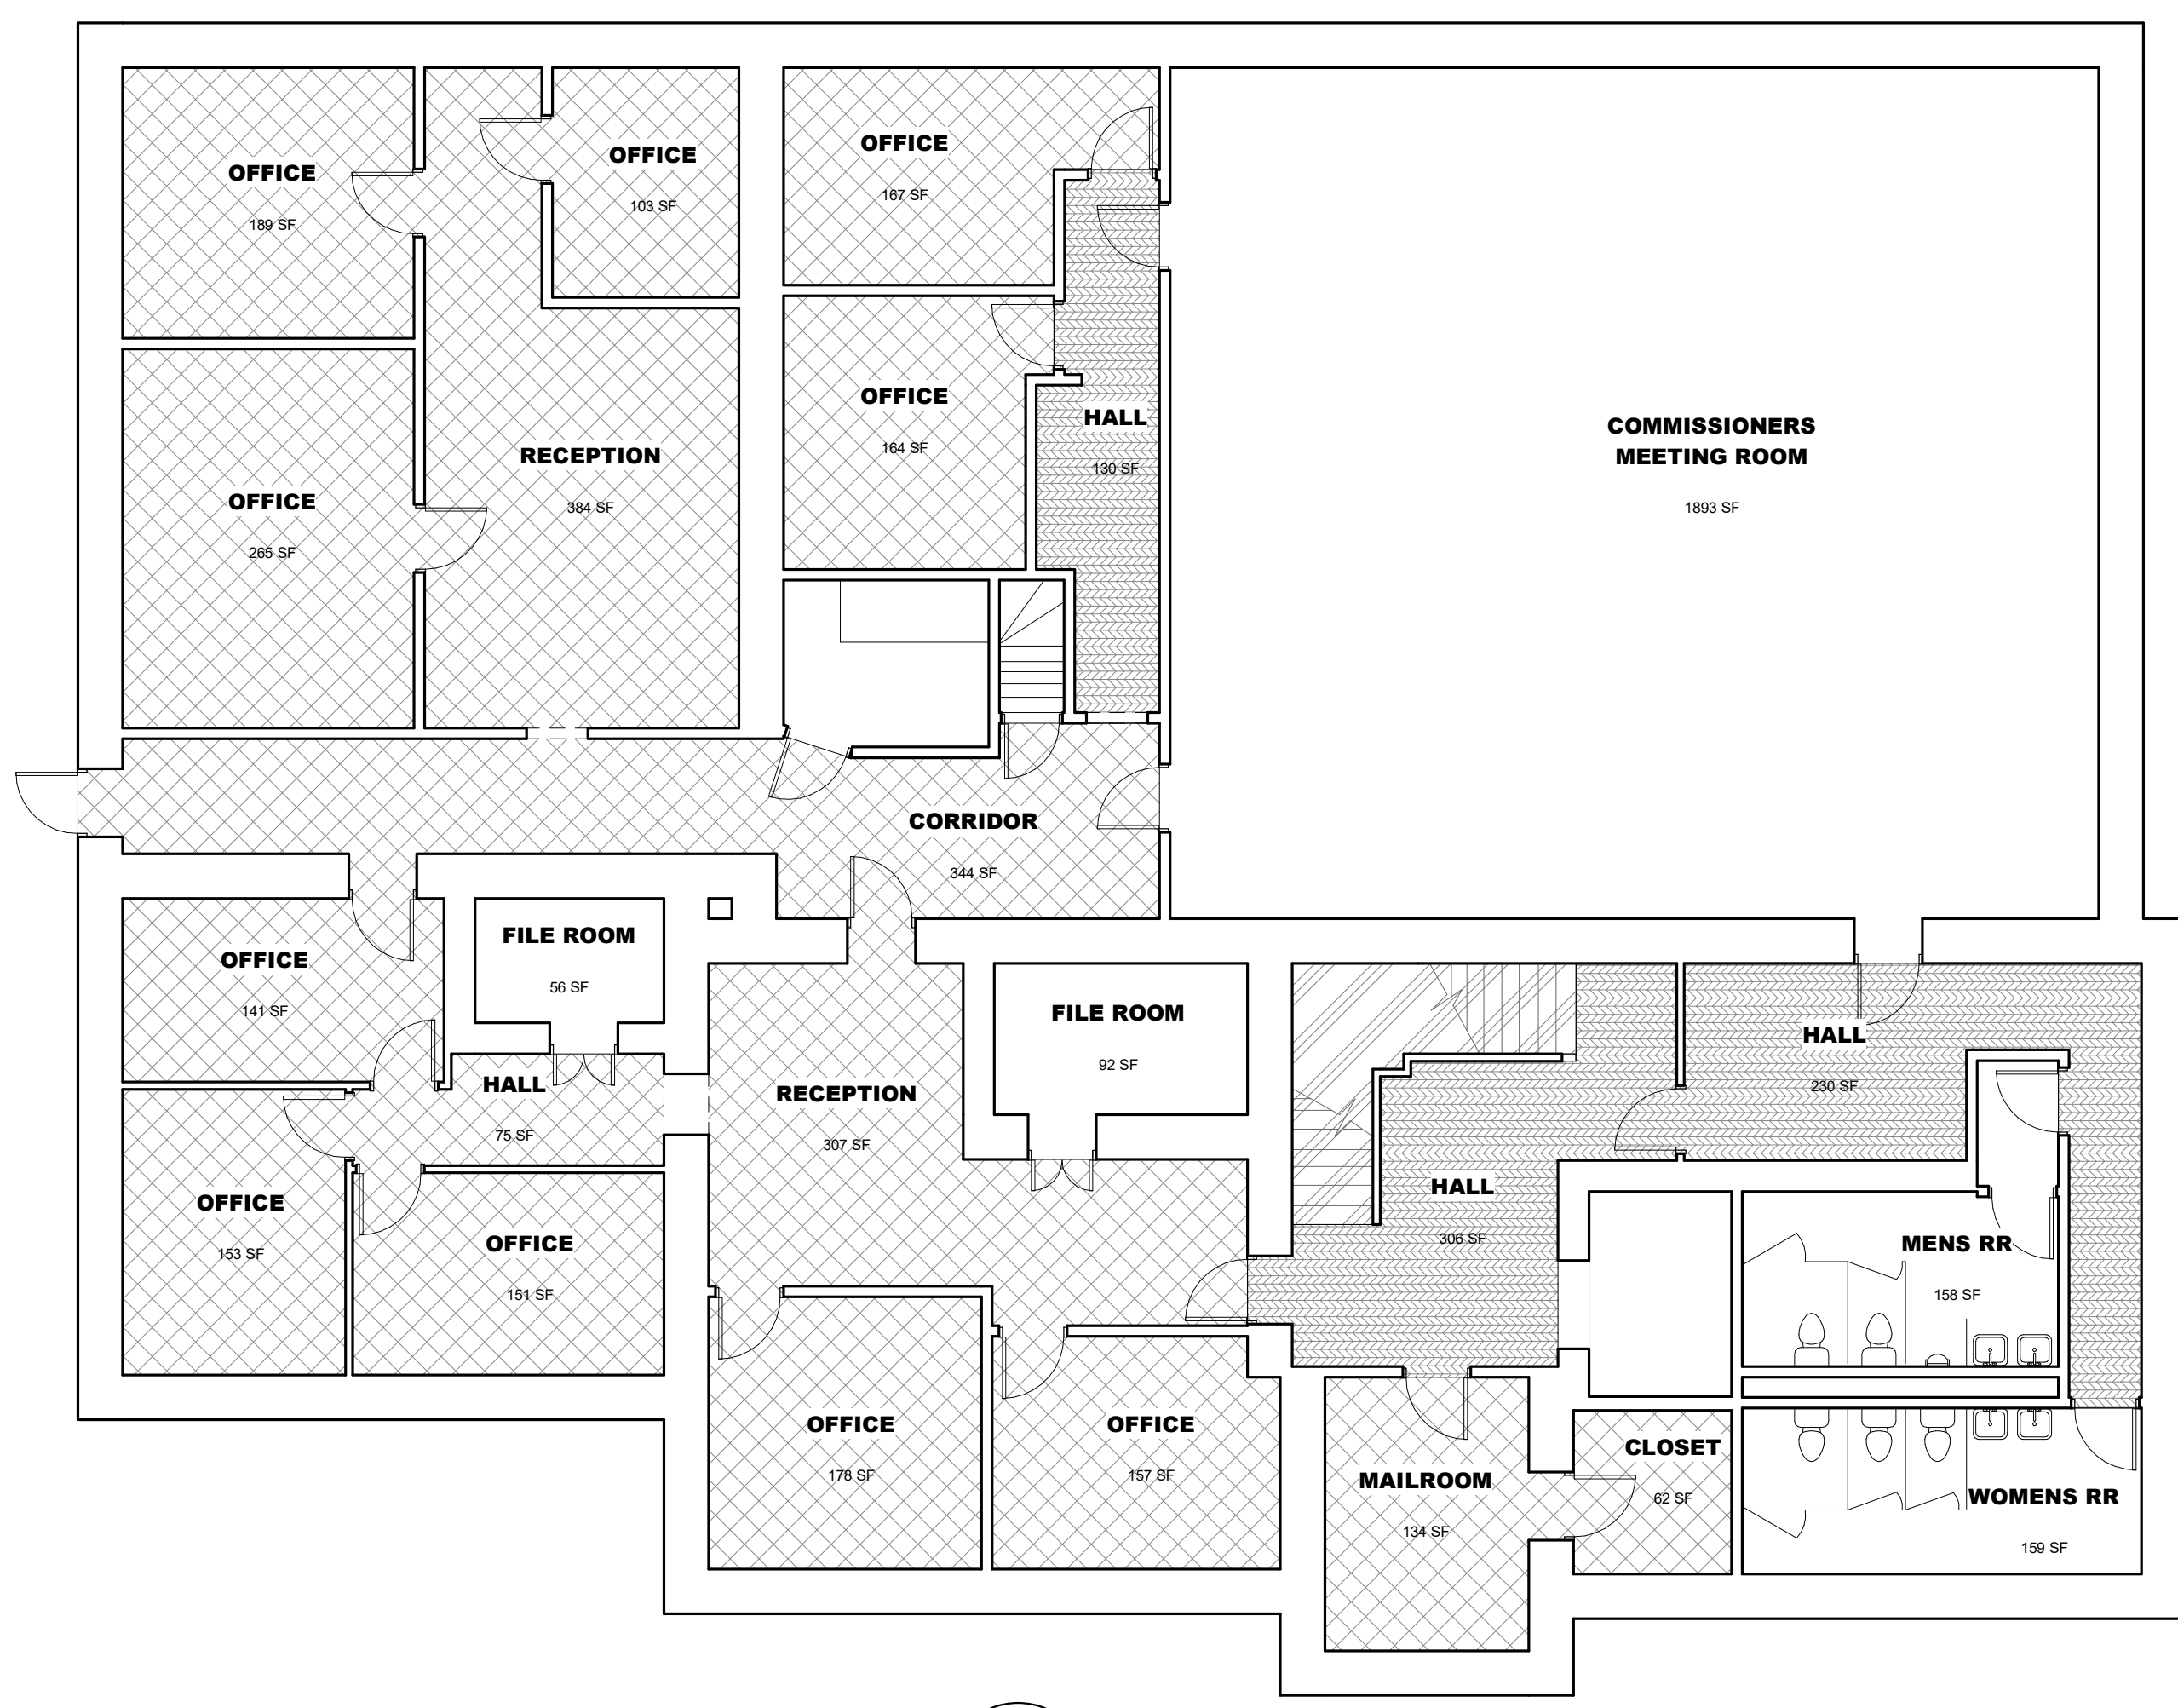 OFFICE
189 SF
OFFICE
103 SF
OFFICE
167 SF
OFFICE
265 SF
RECEPTION
384 SF
OFFICE
164 SF
HALL
130 SF
COMMISSIONERS
MEETING ROOM
1893 SF
CORRIDOR
344 SF
OFFICE
141 SF
FILE ROOM
56 SF
HALL
75 SF
RECEPTION
307 SF
FILE ROOM
92 SF
HALL
230 SF
HALL
306 SF
OFFICE
153 SF
OFFICE
151 SF
MENS RR
158 SF
OFFICE
178 SF
OFFICE
157 SF
MAILROOM
134 SF
CLOSET
62 SF
WOMENS RR
159 SF